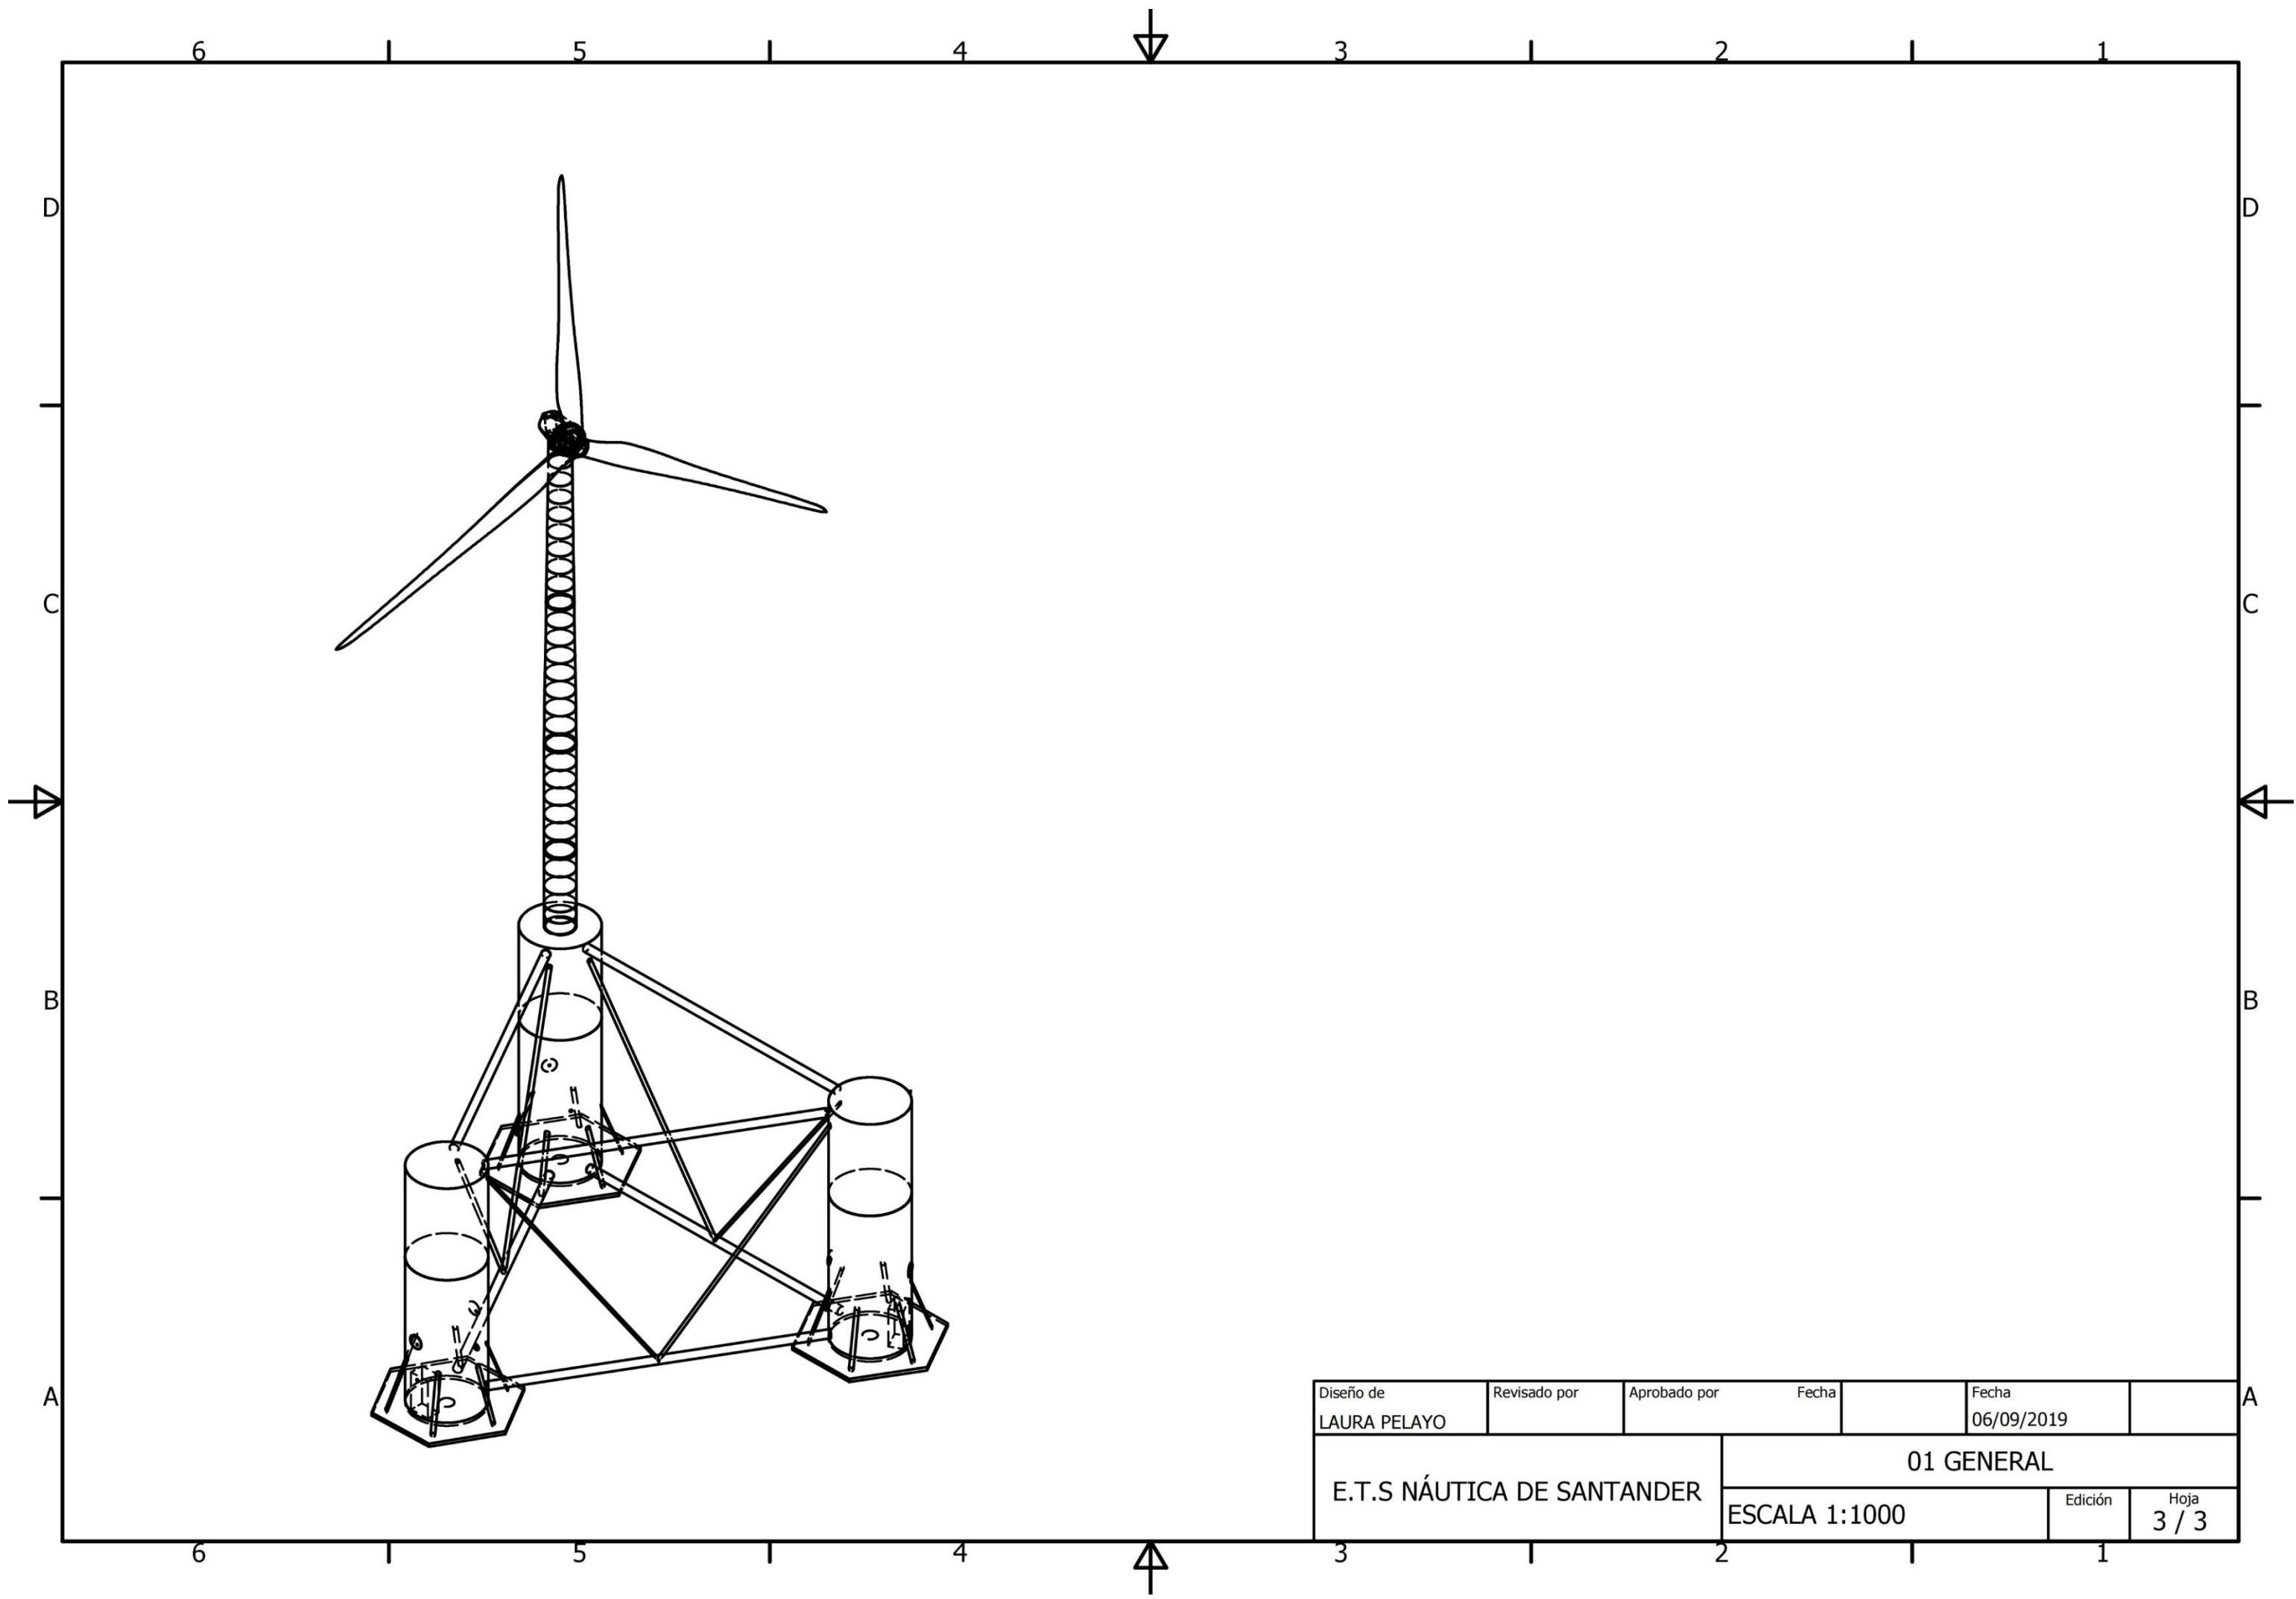 6 5 4 3 2 1
D D
C C
B B
A A
Diseño de
LAURA PELAYO
Revisado por
Aprobado por
Fecha
Fecha
06/09/2019
E.T.S NÁUTICA DE SANTANDER
01 GENERAL
ESCALA 1:1000
Edición
Hoja
3 / 3
6 5 4 3 2 1